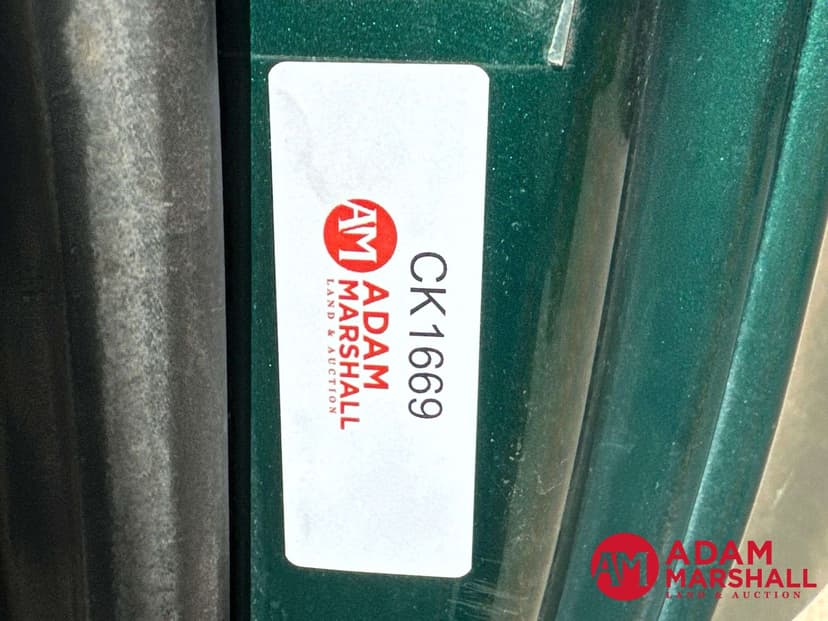 CK1669
AM
ADAM
MARSHALL
LAND & AUCTION
AM
ADAM
MARSHALL
LAND & AUCTION